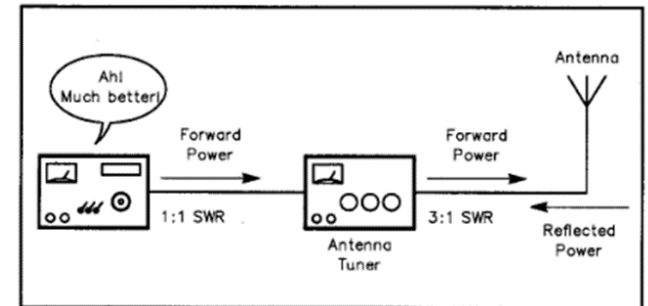 Ah!
Much better!
Forward
Power
1:1 SWR
Antenna
Tuner
Forward
Power
3:1 SWR
Antenna
Reflected
Power